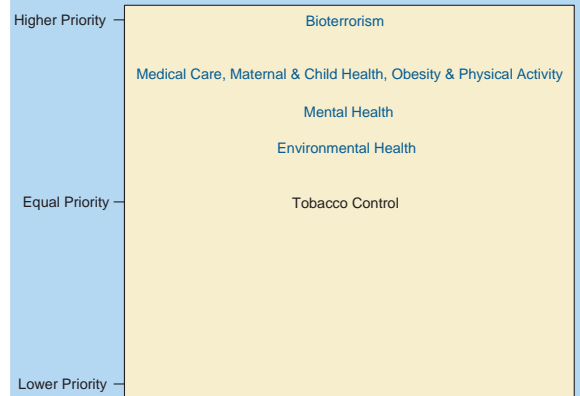 Higher Priority
Bioterrorism
Medical Care, Maternal & Child Health, Obesity & Physical Activity
Mental Health
Environmental Health
Equal Priority
Tobacco Control
Lower Priority